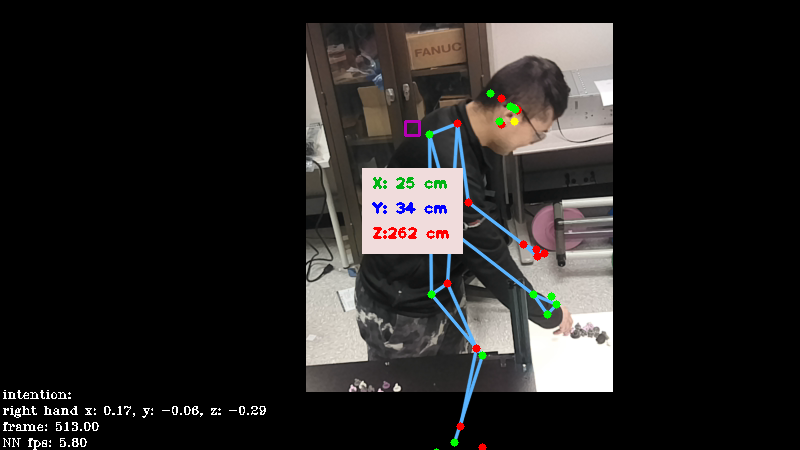 FANUC
X: 25 cm
Y: 34 cm
Z:262 cm
intention:
right hand x: 0.17, y: -0.06, z: -0.29
frame: 513.00
NN fps: 5.80